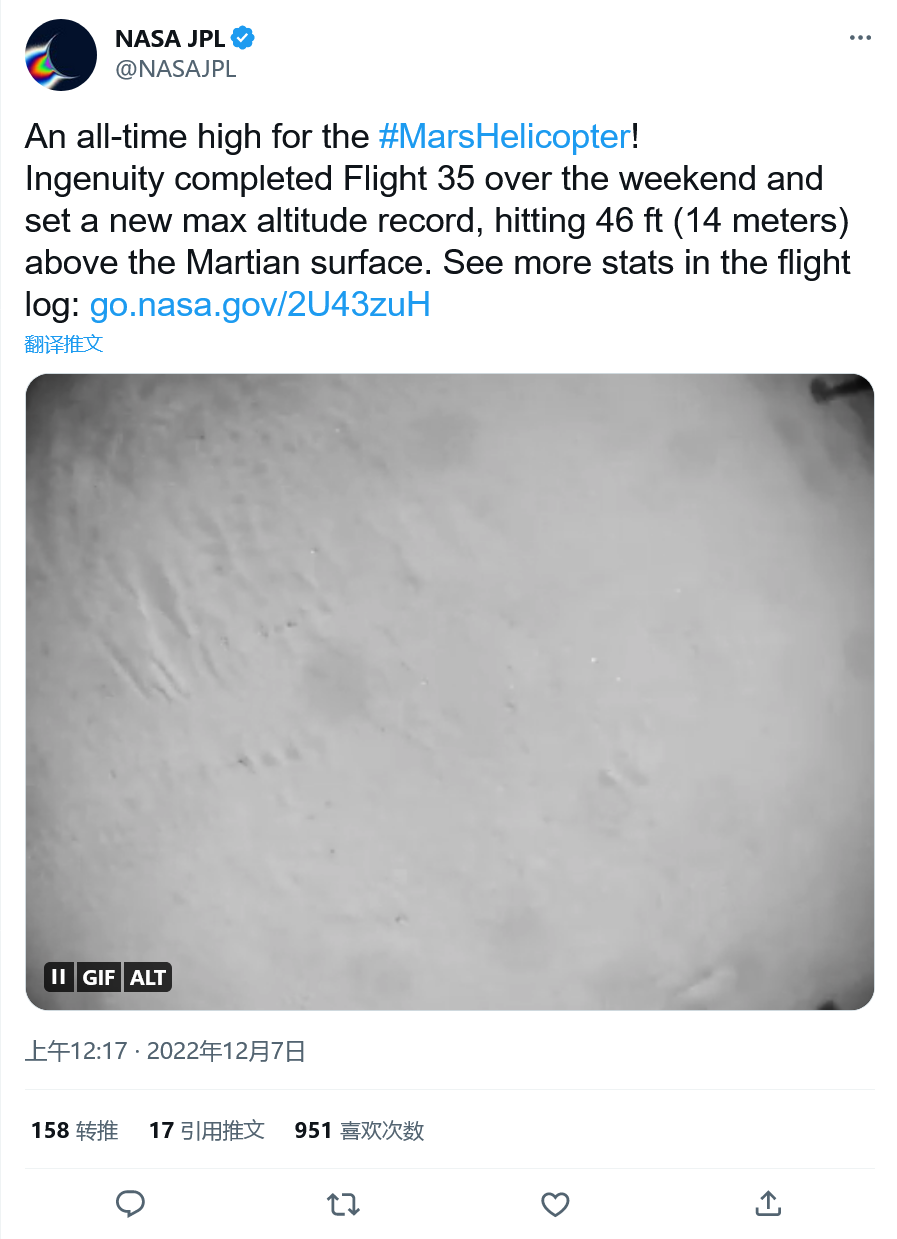 NASA JPL
@NASAJPL
An all-time high for the #MarsHelicopter!
Ingenuity completed Flight 35 over the weekend and
set a new max altitude record, hitting 46 ft (14 meters)
above the Martian surface. See more stats in the flight
log: go.nasa.gov/2U43zuH
翻译推文
GIF ALT
上午12:17 · 2022年12月7日
158 转推 17 引用推文 951 喜欢次数